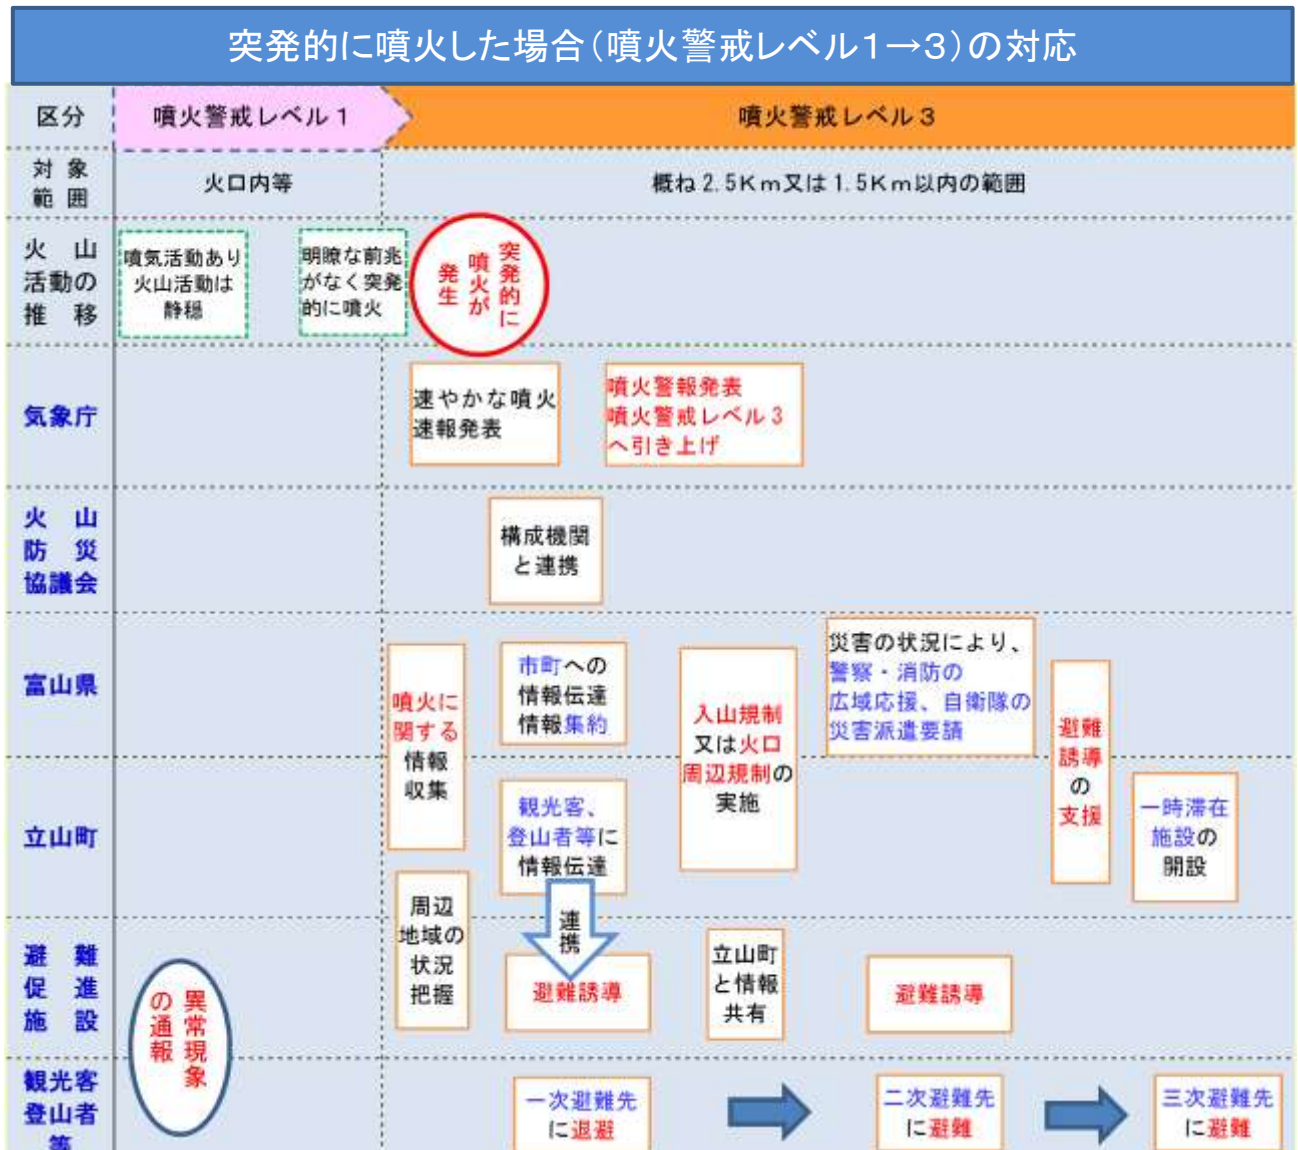 突発的に噴火した場合（噴火警戒レベル１→３）の対応
区分
噴火警戒レベル１
噴火警戒レベル３
対 象
範 囲
火口内等
概ね2.5Ｋｍ又は1.5Ｋｍ以内の範囲
火 山
活動の
推 移
噴気活動あり
火山活動は
静穏
明瞭な前兆
がなく突発
的に噴火
突発的に
噴火が
発生
気象庁
速やかな噴火
速報発表
噴火警報発表
噴火警戒レベル３
へ引き上げ
火 山
防 災
協議会
構成機関
と連携
富山県
噴火に
関する
情報
収集
市町への
情報伝達
情報集約
入山規制
又は火口
周辺規制の
実施
災害の状況により、
警察・消防の
広域応援、自衛隊の
災害派遣要請
避難
誘導
の
支援
立山町
観光客、
登山者等に
情報伝達
一時滞在
施設の
開設
周辺
地域の
状況
把握
連携
避 難
促 進
施 設
避難誘導
立山町
と情報
共有
避難誘導
異常現象
の通報
観光客
登山者
等
一次避難先
に退避
二次避難先
に避難
三次避難先
に避難